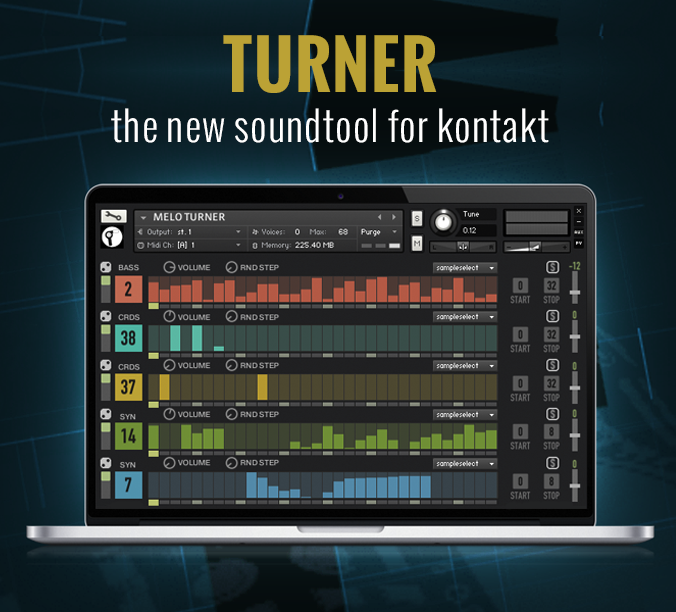 TURNER
the new soundtool for kontakt
MELO TURNER
Output: st.1 Voices: 0 Max: 68 Purge
Midi Ch: [A] 1 Memory: 225.40 MB
S
M
Tune
0.12
AUX
PV
BASS VOLUME RND STEP sampleselect S -12
2 0 32
START STOP
CRDS VOLUME RND STEP sampleselect S 0
38 0 32
START STOP
CRDS VOLUME RND STEP sampleselect S 0
37 0 32
START STOP
SYN VOLUME RND STEP sampleselect S 0
14 0 8
START STOP
SYN VOLUME RND STEP sampleselect S 0
7 0 8
START STOP